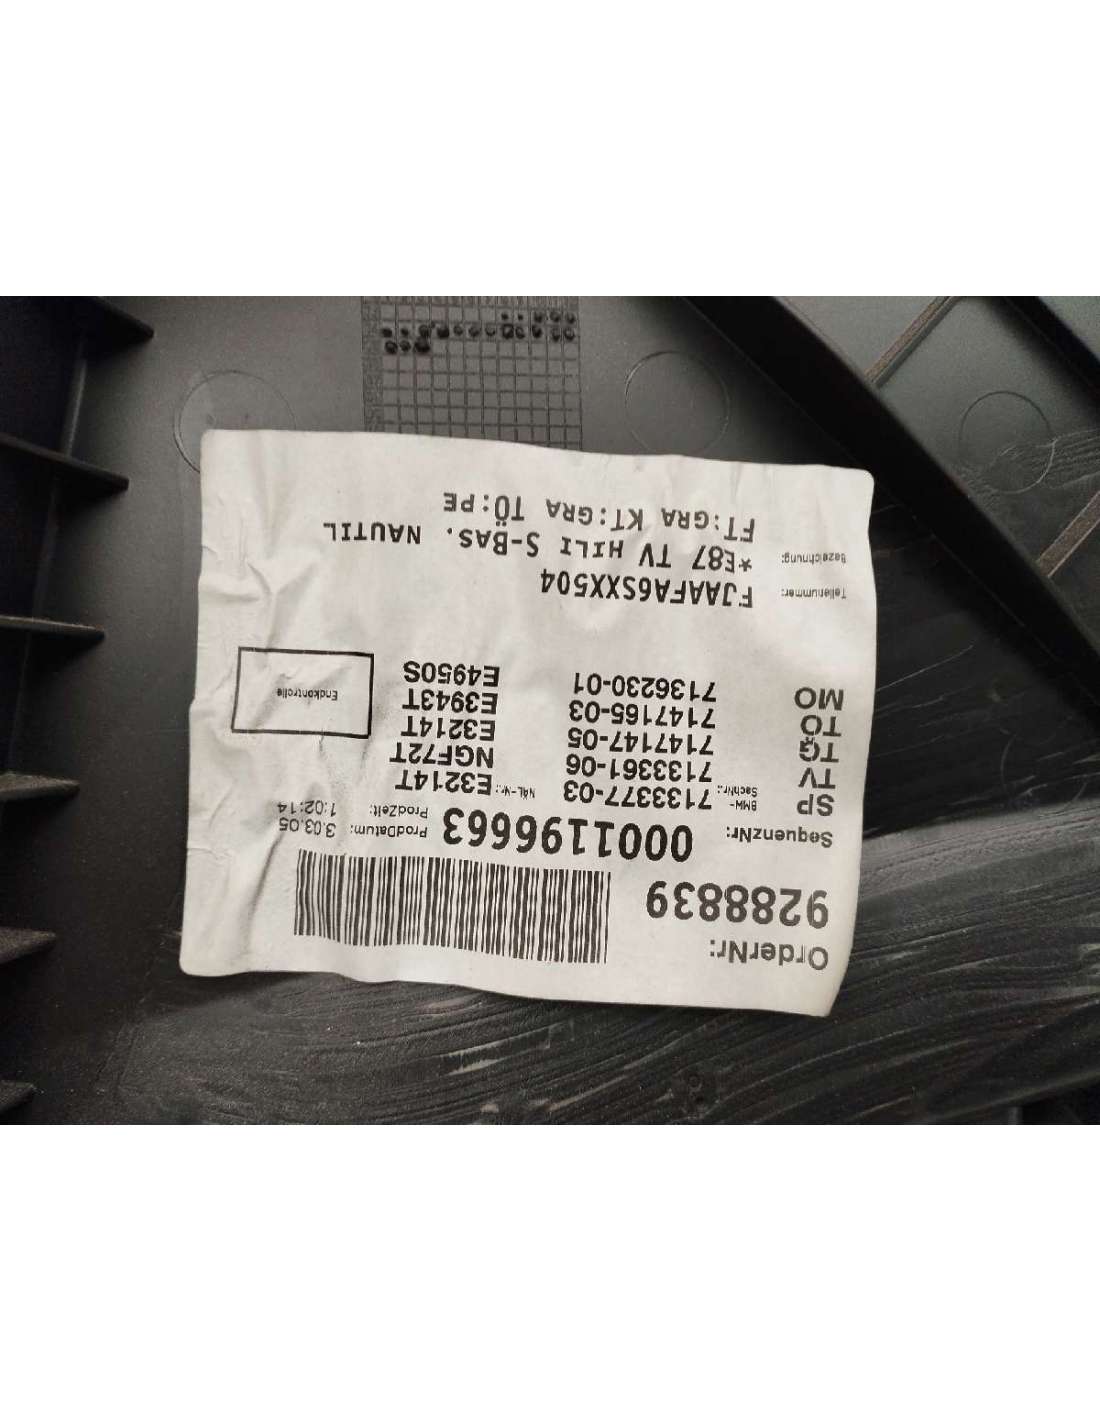 OrderNr:
9288839
SequenzNr: 0001196663 ProdDatum: 3.03.05
ProdZeit: 1:02:14
SP BMW-SachNr.: 7133377-03 NÄL-Nr.: E3214T
TV 7133361-06 NGF72T
TG 7147147-05 E3214T
TÖ 7147165-03 E3943T
MO 7136230-01 E4950S
Endkontrolle
Teilenummer: FJAAFA6SXX504
Bezeichnung: *E87 TV HILI S-BAS. NAUTIL
FT:GRA KT:GRA TÖ:PE